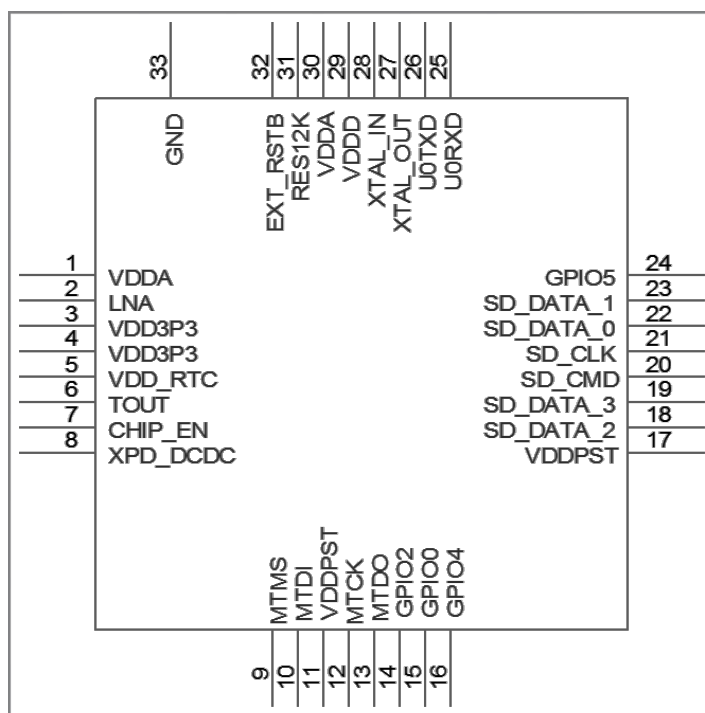 33 32 31 30 29 28 27 26 25
GND EXT_RSTB RES12K VDDA VDDD XTAL_IN XTAL_OUT U0TXD U0RXD
1 VDDA
2 LNA
3 VDD3P3
4 VDD3P3
5 VDD_RTC
6 TOUT
7 CHIP_EN
8 XPD_DCDC
GPIO5 24
SD_DATA_1 23
SD_DATA_0 22
SD_CLK 21
SD_CMD 20
SD_DATA_3 19
SD_DATA_2 18
VDDPST 17
MTMS MTDI VDDPST MTCK MTDO GPIO2 GPIO0 GPIO4
9 10 11 12 13 14 15 16